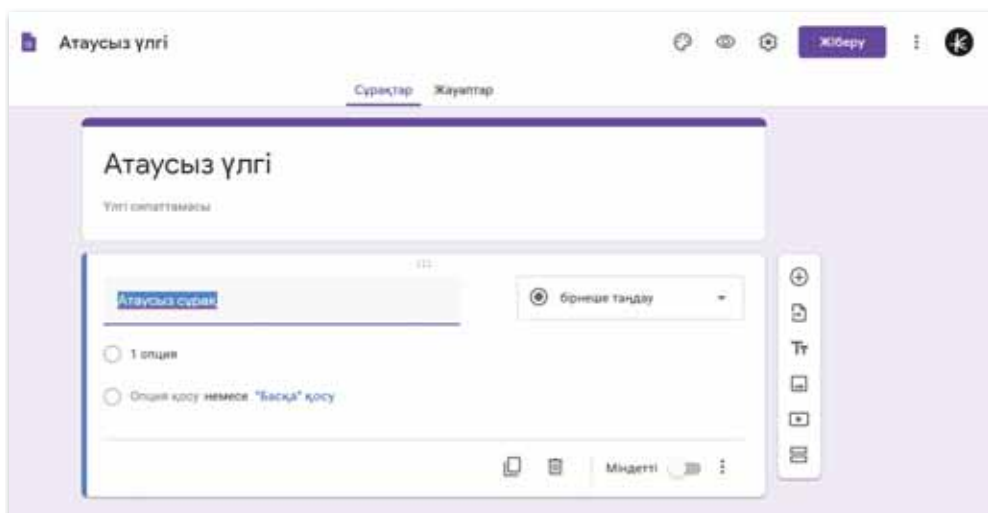 Атаусыз үлгі
Жіберу
Сұрақтар Жауаптар
Атаусыз үлгі
Үлгі сипаттамасы
Атаусыз сұрақ
бірнеше таңдау
1 опция
Опция қосу немесе "Басқа" қосу
Міндетті